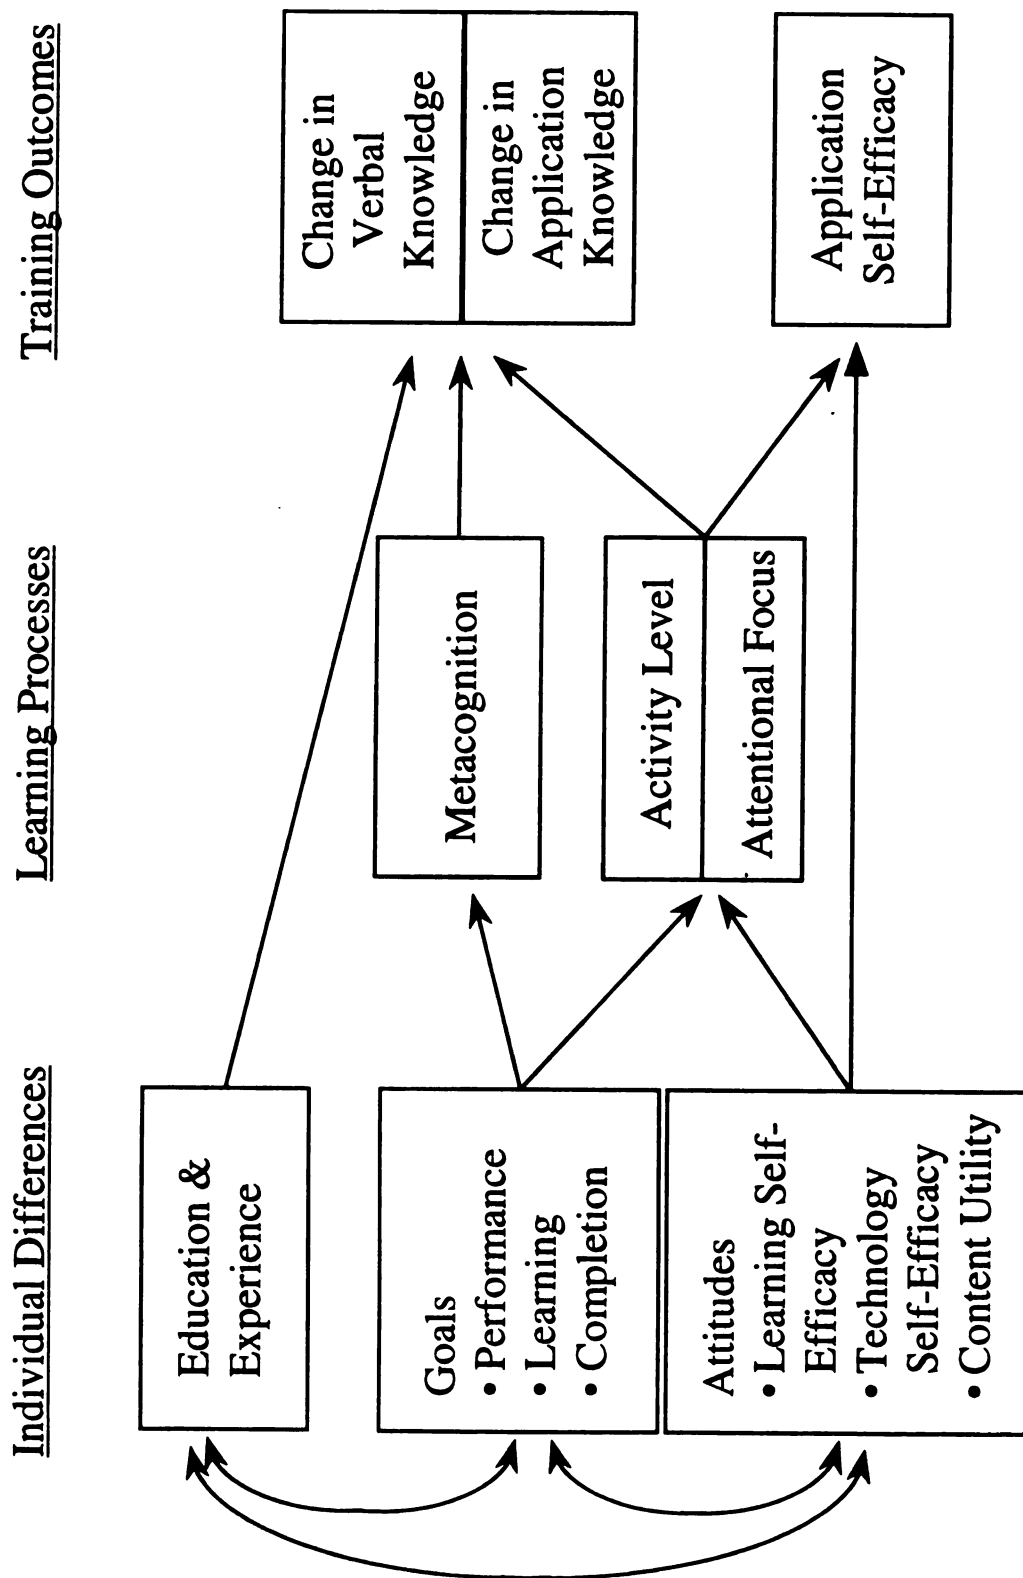 Individual Differences
Learning Processes
Training Outcomes
Education &
Experience
Goals
• Performance
• Learning
• Completion
Attitudes
• Learning Self-
Efficacy
• Technology
Self-Efficacy
• Content Utility
Metacognition
Activity Level
Attentional Focus
Change in
Verbal
Knowledge
Change in
Application
Knowledge
Application
Self-Efficacy